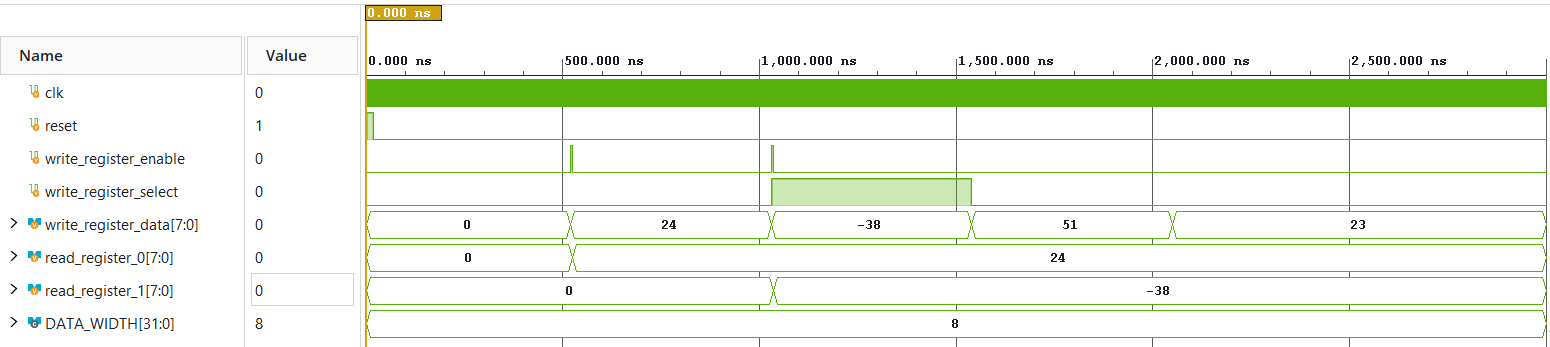 0.000 ns
Name Value
0.000 ns 500.000 ns 1,000.000 ns 1,500.000 ns 2,000.000 ns 2,500.000 ns
clk 0
reset 1
write_register_enable 0
write_register_select 0
write_register_data[7:0] 0 0 24 -38 51 23
read_register_0[7:0] 0 0 24
read_register_1[7:0] 0 0 -38
DATA_WIDTH[31:0] 8 8